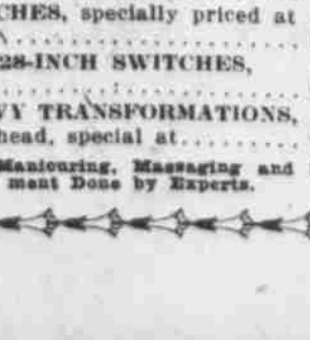 CHES, specially priced at
28-INCH SWITCHES,
VY TRANSFORMATIONS,
head, special at........
Manicuring, Massaging and
ment Done by Experts.